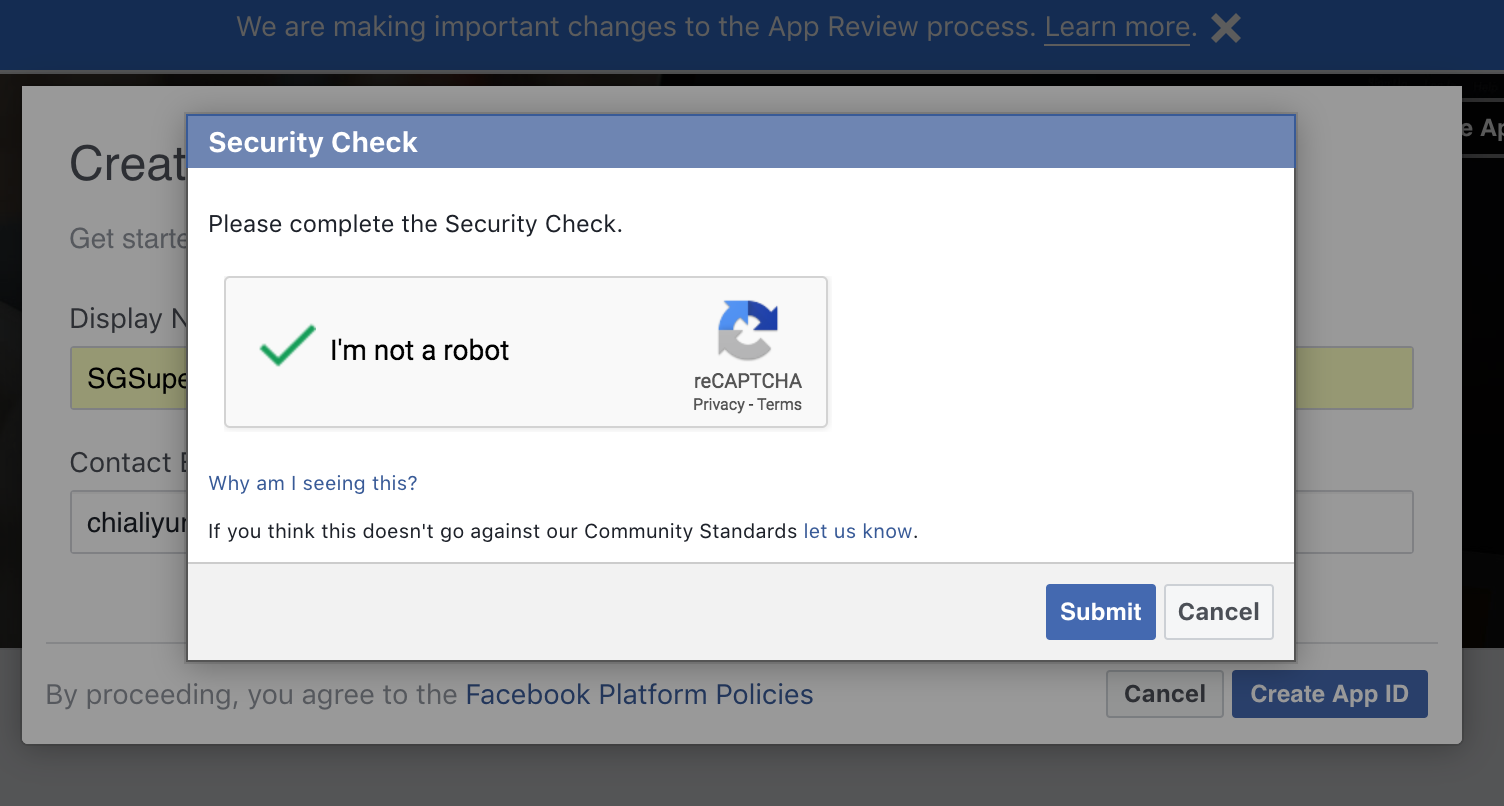 We are making important changes to the App Review process. Learn more.
Security Check
Please complete the Security Check.
I'm not a robot
reCAPTCHA
Privacy - Terms
Why am I seeing this?
If you think this doesn't go against our Community Standards let us know.
Submit Cancel
Creat
Get starte
Display N
SGSupe
Contact E
chialiyun
By proceeding, you agree to the Facebook Platform Policies
Cancel Create App ID
e Ap